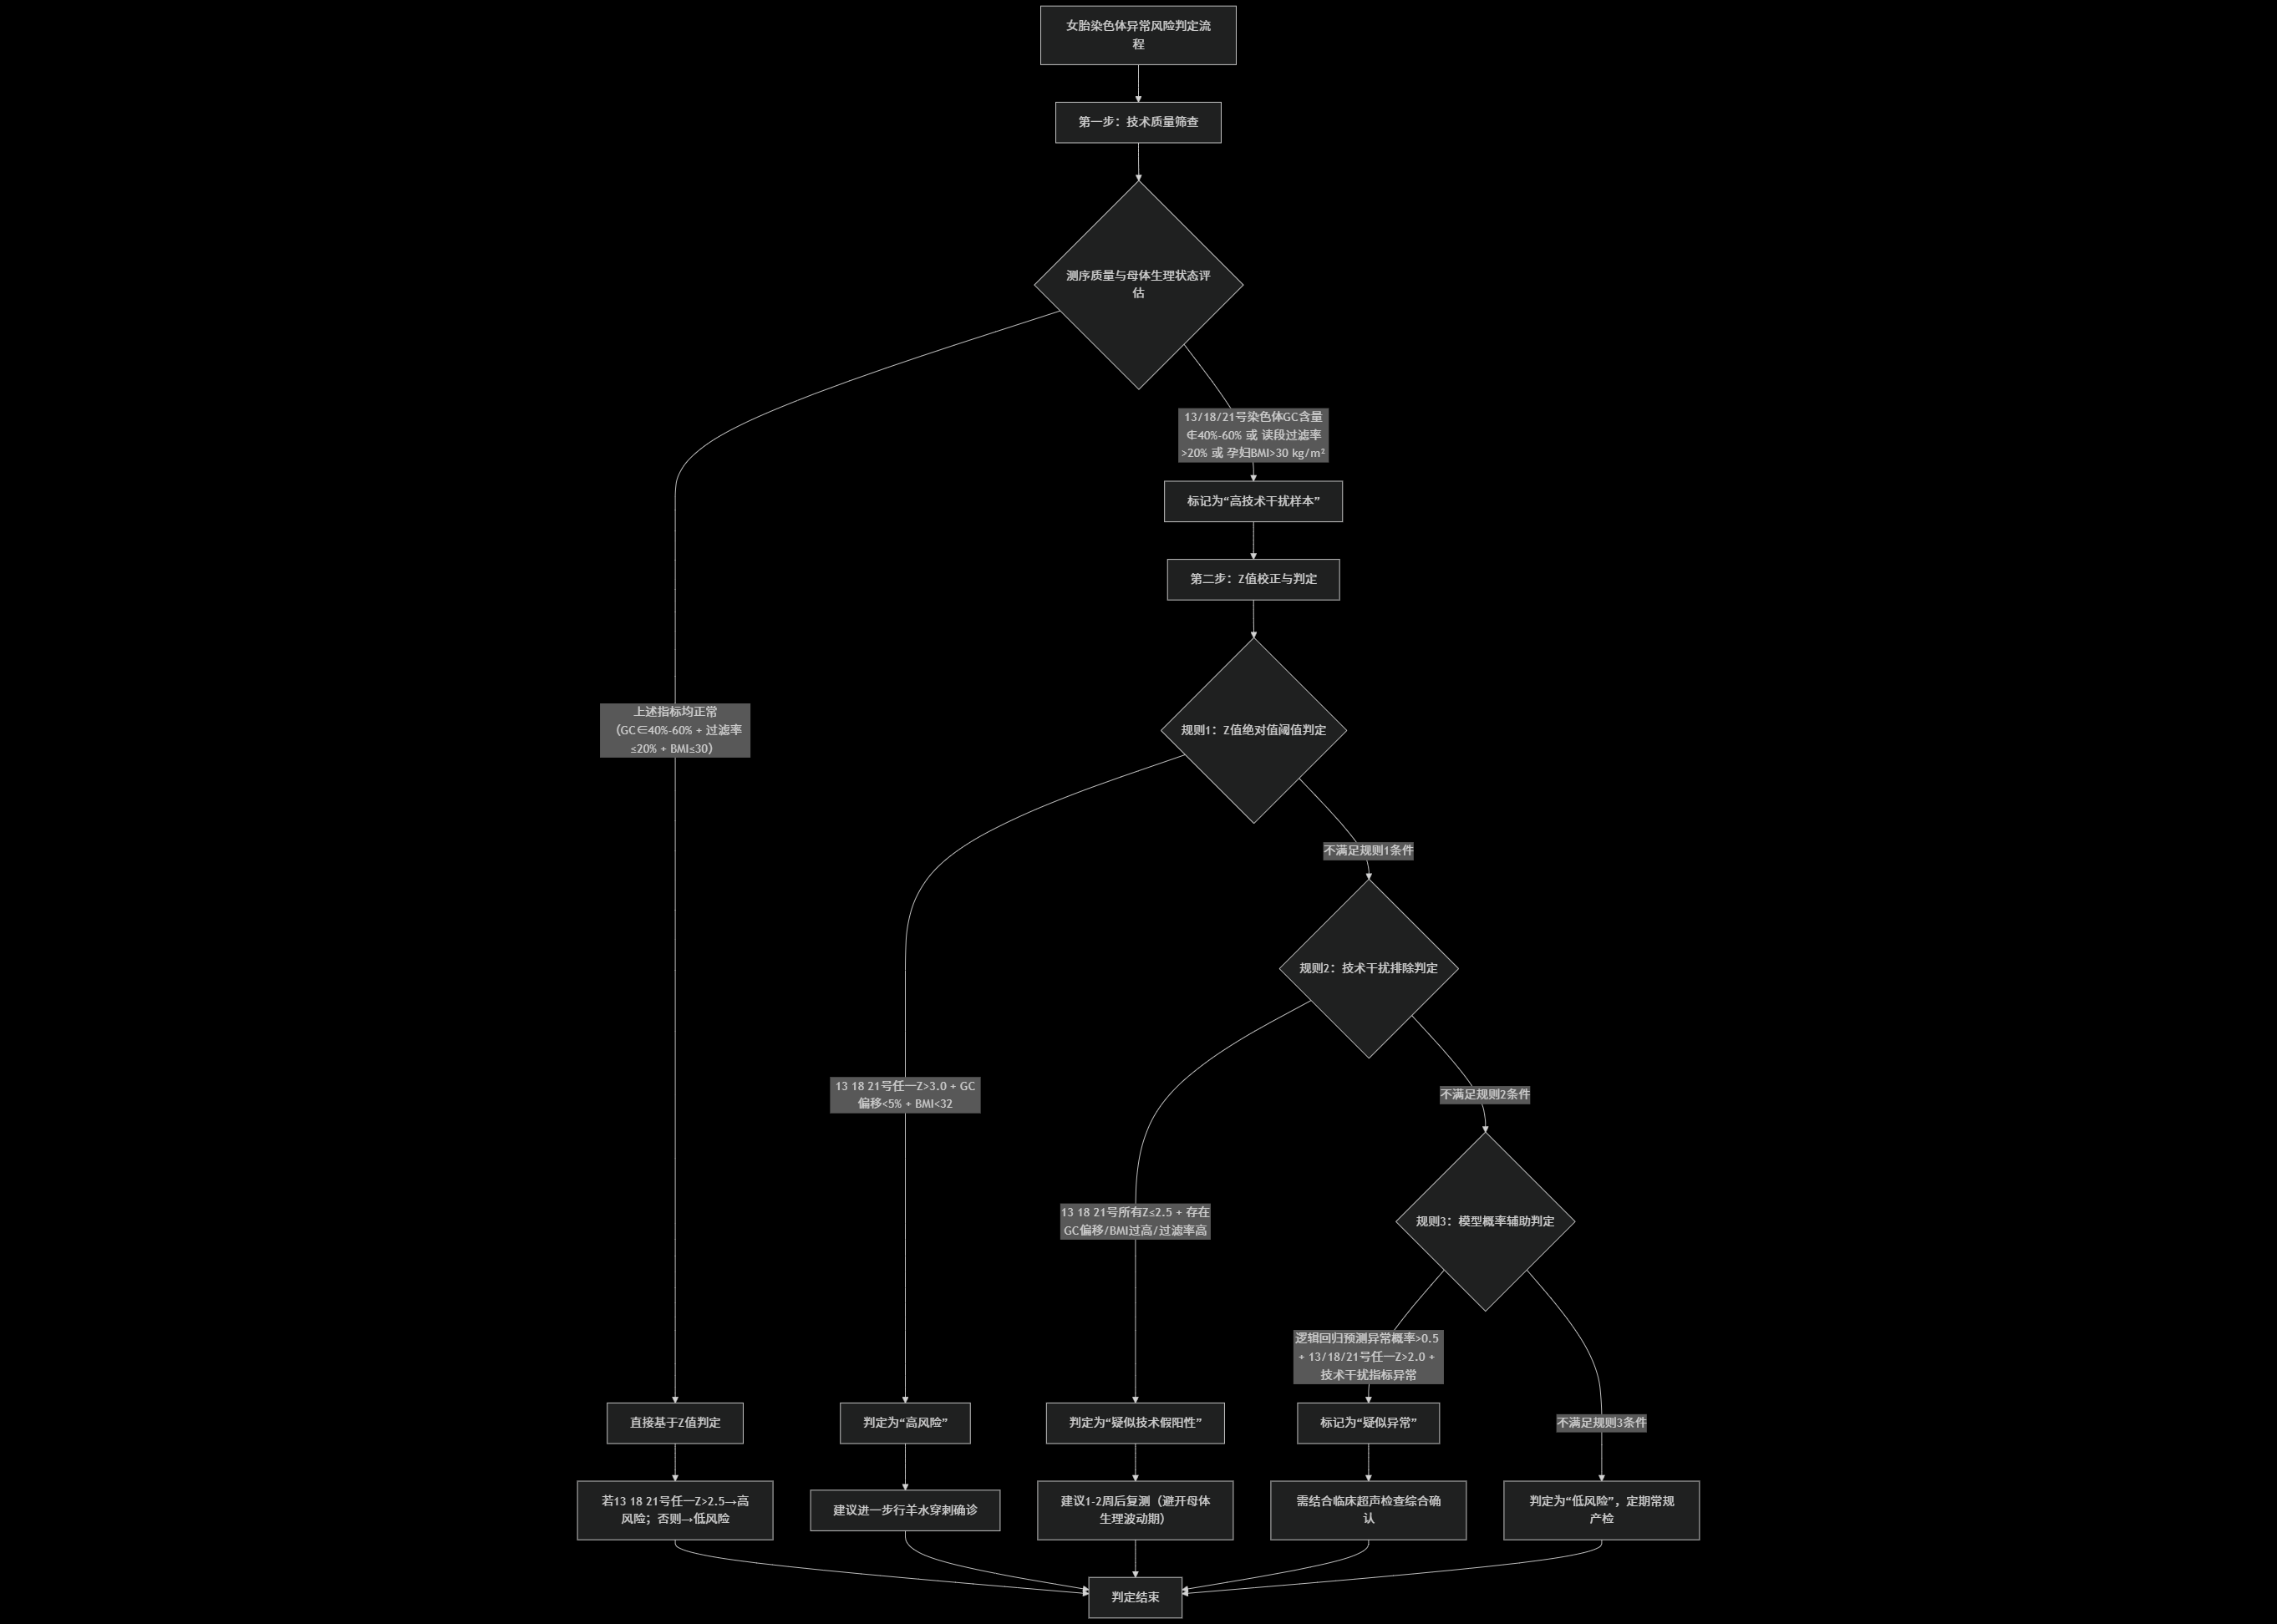 女胎染色体异常风险判定流
程
第一步：技术质量筛查
测序质量与母体生理状态评
估
13/18/21号染色体GC含量
∉40%-60% 或 读段过滤率
>20% 或 孕妇BMI>30 kg/m²
标记为“高技术干扰样本”
第二步：Z值校正与判定
上述指标均正常
（GC∈40%-60% + 过滤率
≤20% + BMI≤30）
规则1：Z值绝对值阈值判定
不满足规则1条件
规则2：技术干扰排除判定
13 18 21号任一Z>3.0 + GC
偏移<5% + BMI<32
不满足规则2条件
13 18 21号所有Z≤2.5 + 存在
GC偏移/BMI过高/过滤率高
规则3：模型概率辅助判定
逻辑回归预测异常概率>0.5
+ 13/18/21号任一Z>2.0 +
技术干扰指标异常
不满足规则3条件
直接基于Z值判定
判定为“高风险”
判定为“疑似技术假阳性”
标记为“疑似异常”
若13 18 21号任一Z>2.5→高
风险；否则→低风险
建议进一步行羊水穿刺确诊
建议1-2周后复测（避开母体
生理波动期）
需结合临床超声检查综合确
认
判定为“低风险”，定期常规
产检
判定结束